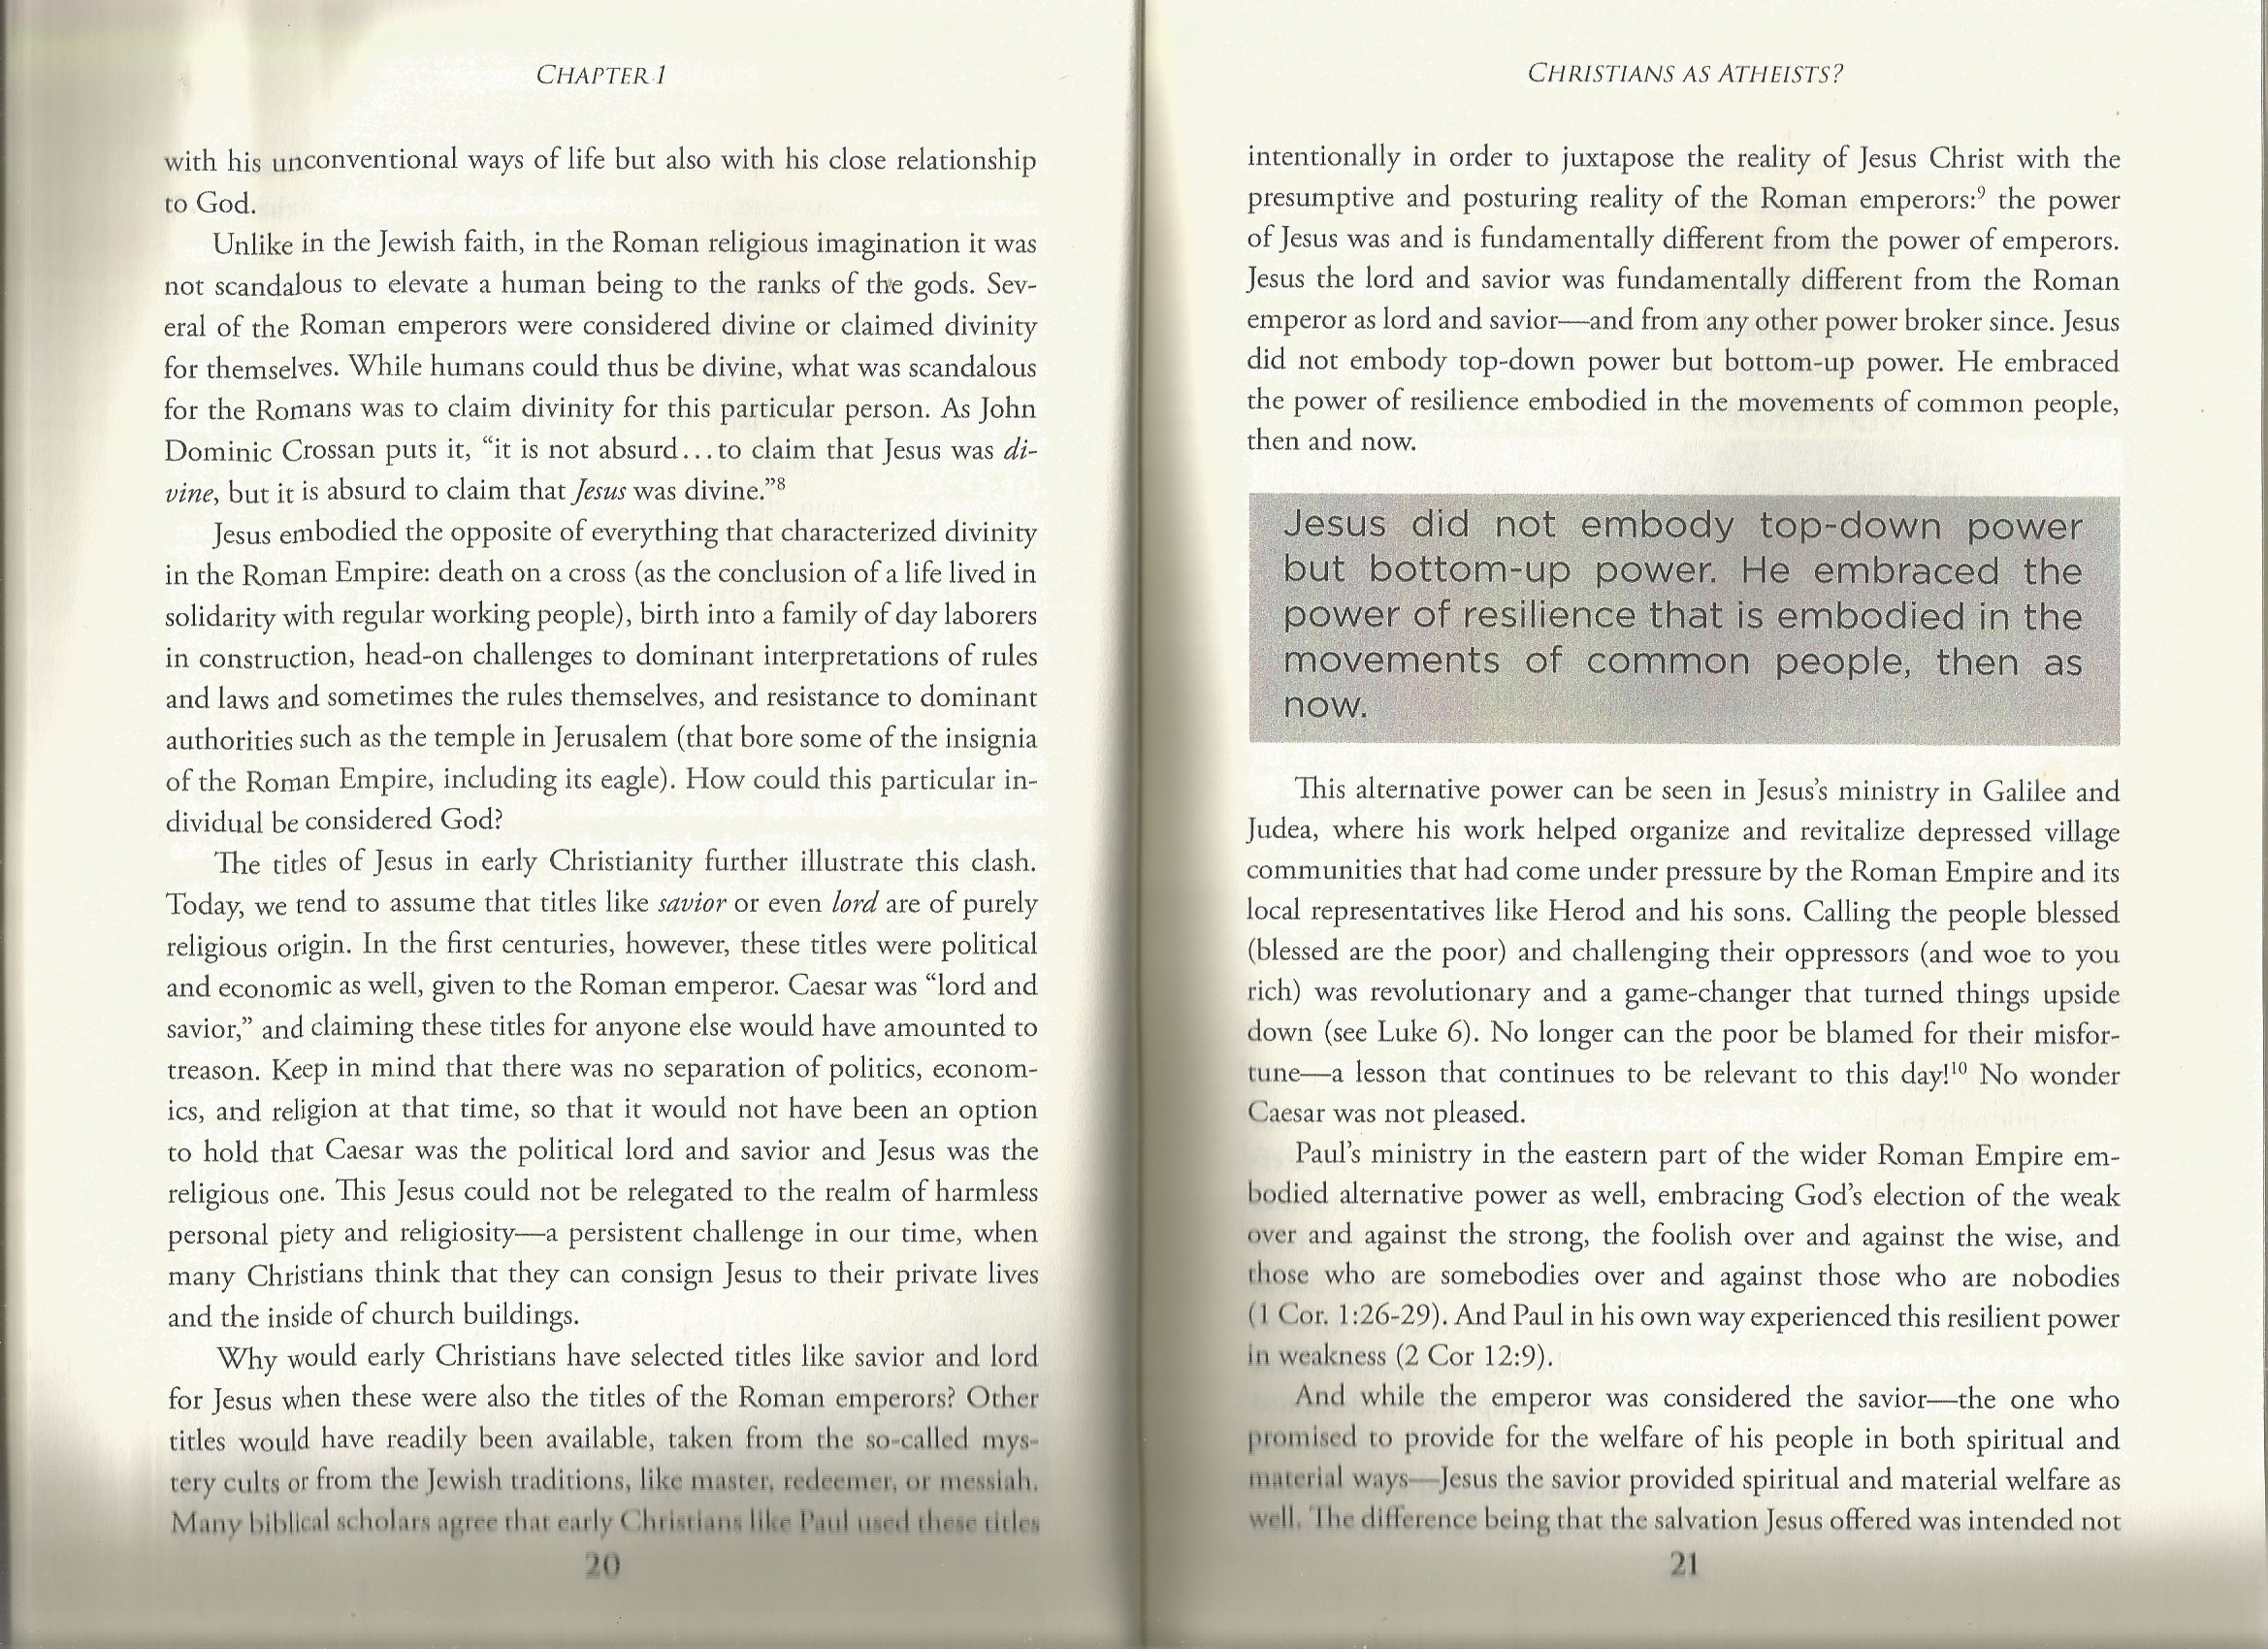 CHAPTER 1
with his unconventional ways of life but also with his close relationship
to God.
Unlike in the Jewish faith, in the Roman religious imagination it was
not scandalous to elevate a human being to the ranks of the gods. Sev-
eral of the Roman emperors were considered divine or claimed divinity
for themselves. While humans could thus be divine, what was scandalous
for the Romans was to claim divinity for this particular person. As John
Dominic Crossan puts it, “it is not absurd…to claim that Jesus was di-
vine, but it is absurd to claim that Jesus was divine.”⁸
Jesus embodied the opposite of everything that characterized divinity
in the Roman Empire: death on a cross (as the conclusion of a life lived in
solidarity with regular working people), birth into a family of day laborers
in construction, head-on challenges to dominant interpretations of rules
and laws and sometimes the rules themselves, and resistance to dominant
authorities such as the temple in Jerusalem (that bore some of the insignia
of the Roman Empire, including its eagle). How could this particular in-
dividual be considered God?
The titles of Jesus in early Christianity further illustrate this clash.
Today, we tend to assume that titles like savior or even lord are of purely
religious origin. In the first centuries, however, these titles were political
and economic as well, given to the Roman emperor. Caesar was “lord and
savior,” and claiming these titles for anyone else would have amounted to
treason. Keep in mind that there was no separation of politics, econom-
ics, and religion at that time, so that it would not have been an option
to hold that Caesar was the political lord and savior and Jesus was the
religious one. This Jesus could not be relegated to the realm of harmless
personal piety and religiosity—a persistent challenge in our time, when
many Christians think that they can consign Jesus to their private lives
and the inside of church buildings.
Why would early Christians have selected titles like savior and lord
for Jesus when these were also the titles of the Roman emperors? Other
titles would have readily been available, taken from the so-called mys-
tery cults or from the Jewish traditions, like master, redeemer, or messiah.
Many biblical scholars agree that early Christians like Paul used these titles
20
CHRISTIANS AS ATHEISTS?
intentionally in order to juxtapose the reality of Jesus Christ with the
presumptive and posturing reality of the Roman emperors:⁹ the power
of Jesus was and is fundamentally different from the power of emperors.
Jesus the lord and savior was fundamentally different from the Roman
emperor as lord and savior—and from any other power broker since. Jesus
did not embody top-down power but bottom-up power. He embraced
the power of resilience embodied in the movements of common people,
then and now.
Jesus did not embody top-down power
but bottom-up power. He embraced the
power of resilience that is embodied in the
movements of common people, then as
now.
This alternative power can be seen in Jesus’s ministry in Galilee and
Judea, where his work helped organize and revitalize depressed village
communities that had come under pressure by the Roman Empire and its
local representatives like Herod and his sons. Calling the people blessed
(blessed are the poor) and challenging their oppressors (and woe to you
rich) was revolutionary and a game-changer that turned things upside
down (see Luke 6). No longer can the poor be blamed for their misfor-
tune—a lesson that continues to be relevant to this day!¹⁰ No wonder
Caesar was not pleased.
Paul’s ministry in the eastern part of the wider Roman Empire em-
bodied alternative power as well, embracing God’s election of the weak
over and against the strong, the foolish over and against the wise, and
those who are somebodies over and against those who are nobodies
(1 Cor. 1:26-29). And Paul in his own way experienced this resilient power
in weakness (2 Cor 12:9).
And while the emperor was considered the savior—the one who
promised to provide for the welfare of his people in both spiritual and
material ways—Jesus the savior provided spiritual and material welfare as
well. The difference being that the salvation Jesus offered was intended not
21